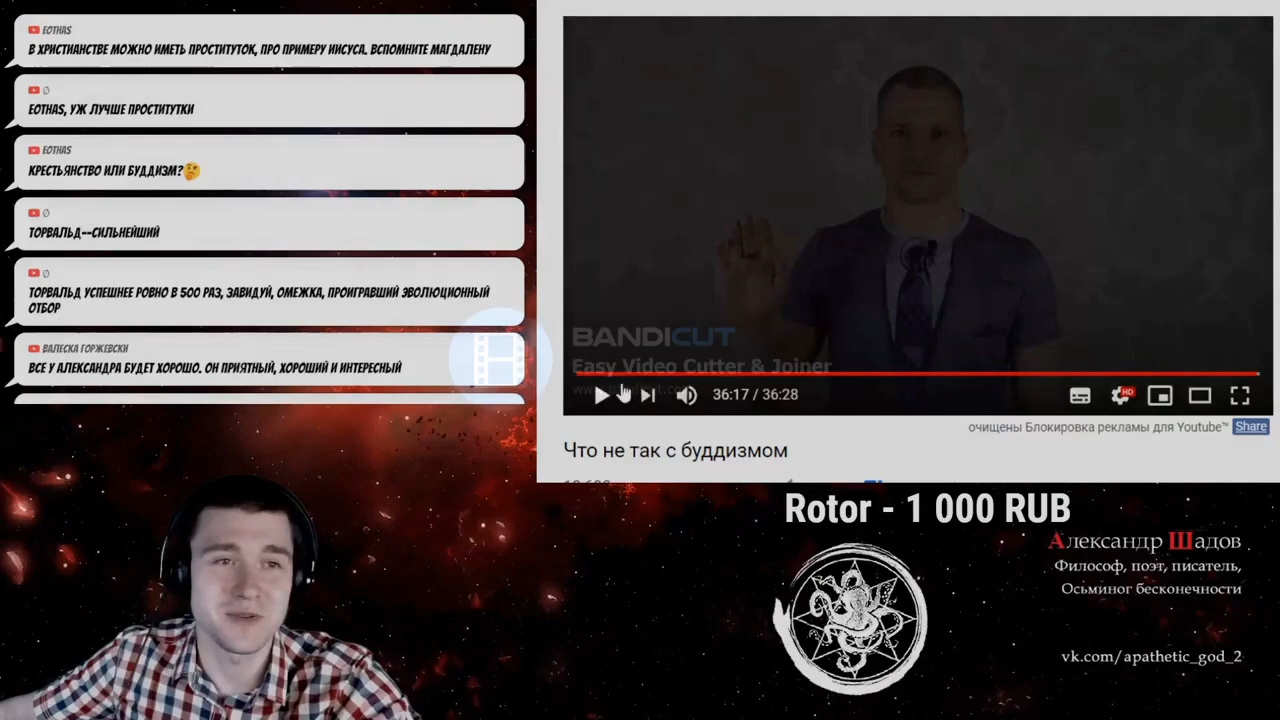 EOTHAS
В ХРИСТИАНСТВЕ МОЖНО ИМЕТЬ ПРОСТИТУТОК, ПРО ПРИМЕРУ ИИСУСА. ВСПОМНИТЕ МАГДАЛЕНУ
Ø
EOTHAS, УЖ ЛУЧШЕ ПРОСТИТУТКИ
EOTHAS
КРЕСТЬЯНСТВО ИЛИ БУДДИЗМ?🤔
Ø
ТОРВАЛЬД--СИЛЬНЕЙШИЙ
Ø
ТОРВАЛЬД УСПЕШНЕЕ РОВНО В 500 РАЗ, ЗАВИДУЙ, ОМЕЖКА, ПРОИГРАВШИЙ ЭВОЛЮЦИОННЫЙ
ОТБОР
ВАЛЕСКА ГОРЖЕВСКИ
ВСЕ У АЛЕКСАНДРА БУДЕТ ХОРОШО. ОН ПРИЯТНЫЙ, ХОРОШИЙ И ИНТЕРЕСНЫЙ
BANDICUT
Easy Video Cutter & Joiner
36:17 / 36:28
HD
очищены Блокировка рекламы для Youtube™ Share
Что не так с буддизмом
Rotor - 1 000 RUB
Александр Шадов
Философ, поэт, писатель,
Осьминог бесконечности
vk.com/apathetic_god_2